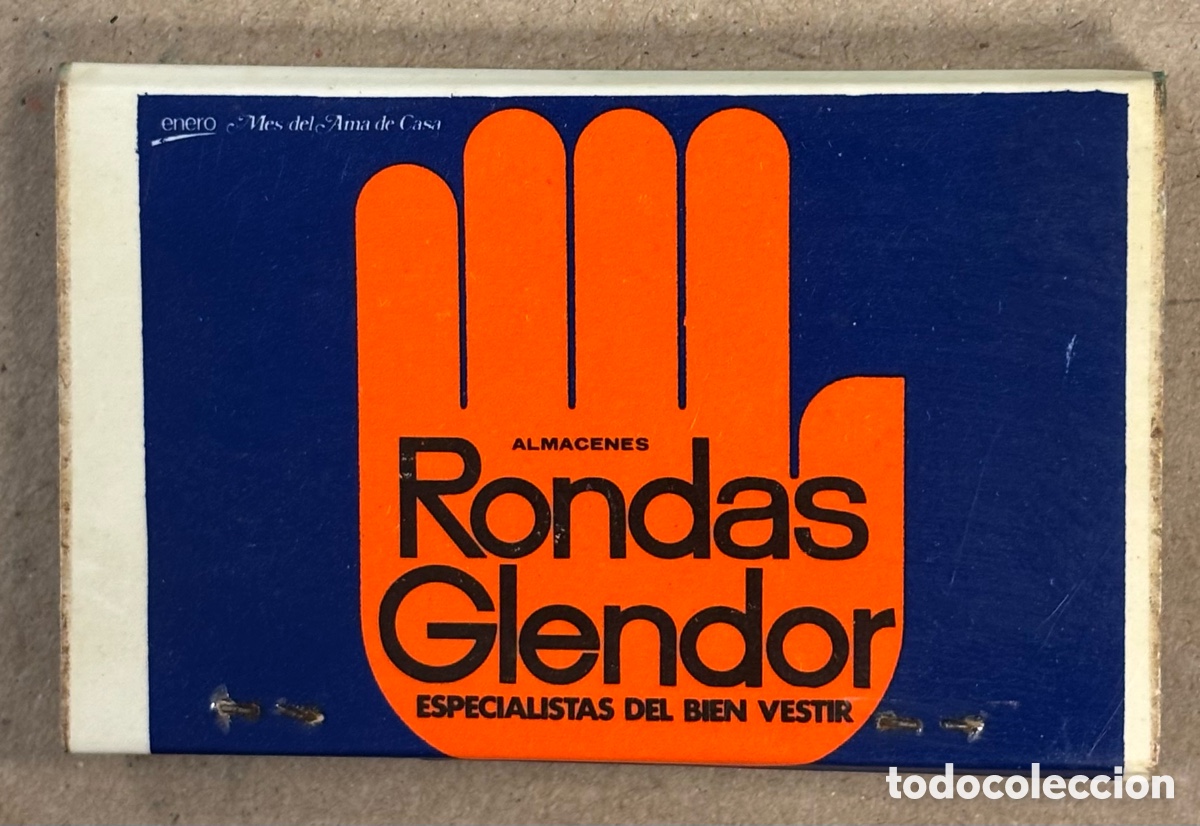 enero Mes del Ama de Casa
ALMACENES
Rondas
Glendor
ESPECIALISTAS DEL BIEN VESTIR
todocoleccion